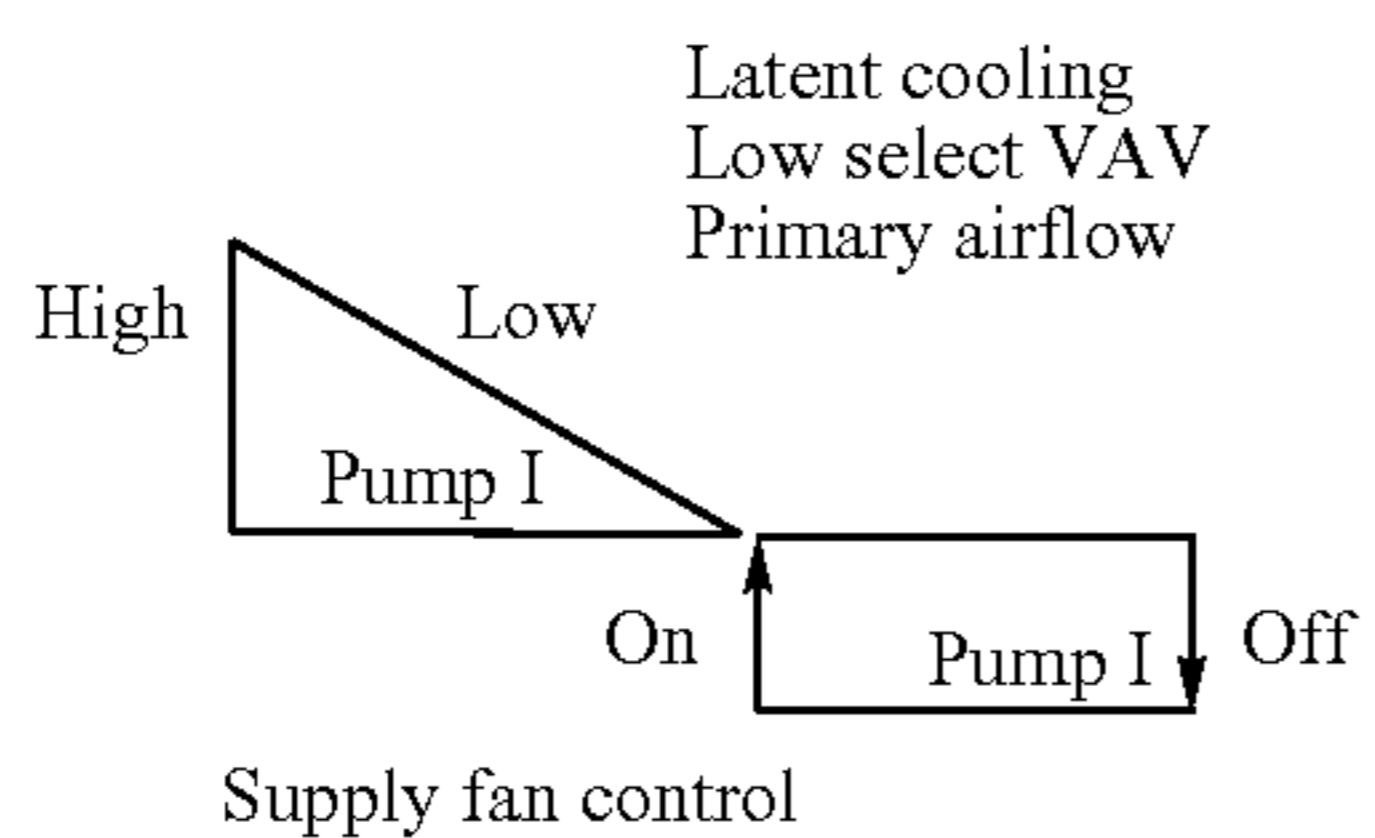 Latent cooling
Low select VAV
Primary airflow
High
Low
Pump I
On
Pump I
Off
Supply fan control